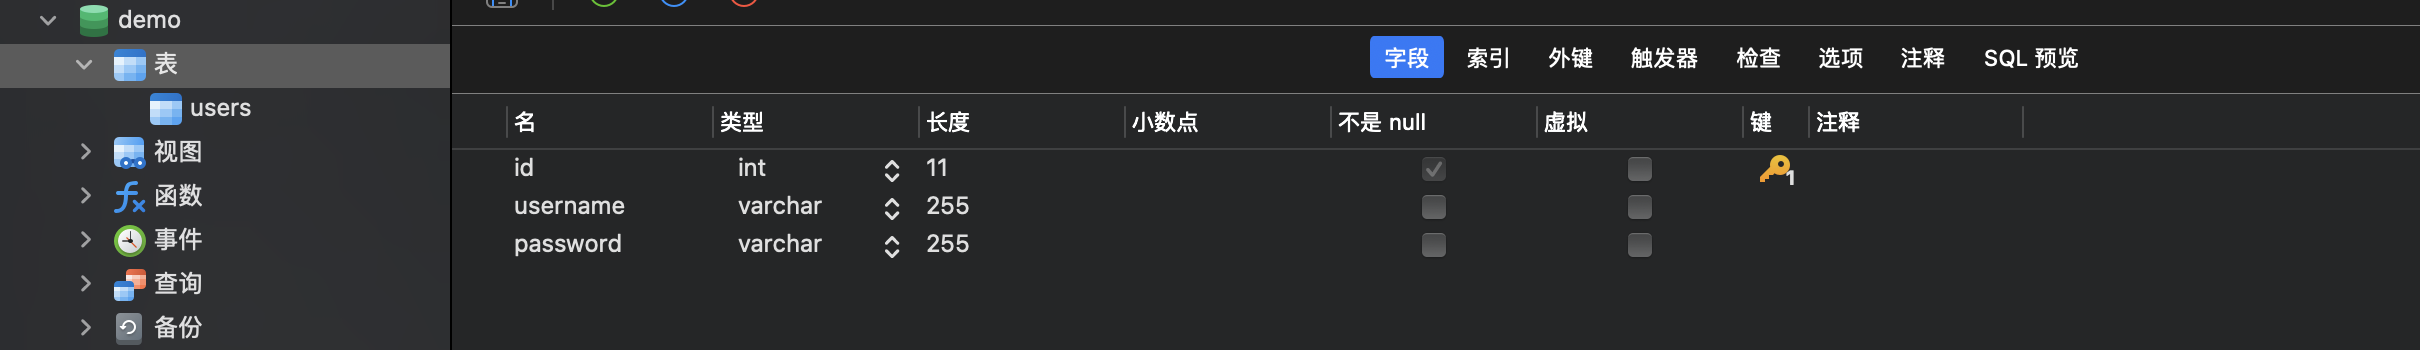 demo
表
users
视图
函数
事件
查询
备份
字段 索引 外键 触发器 检查 选项 注释 SQL 预览
名 类型 长度 小数点 不是 null 虚拟 键 注释
id int 11 1
username varchar 255
password varchar 255